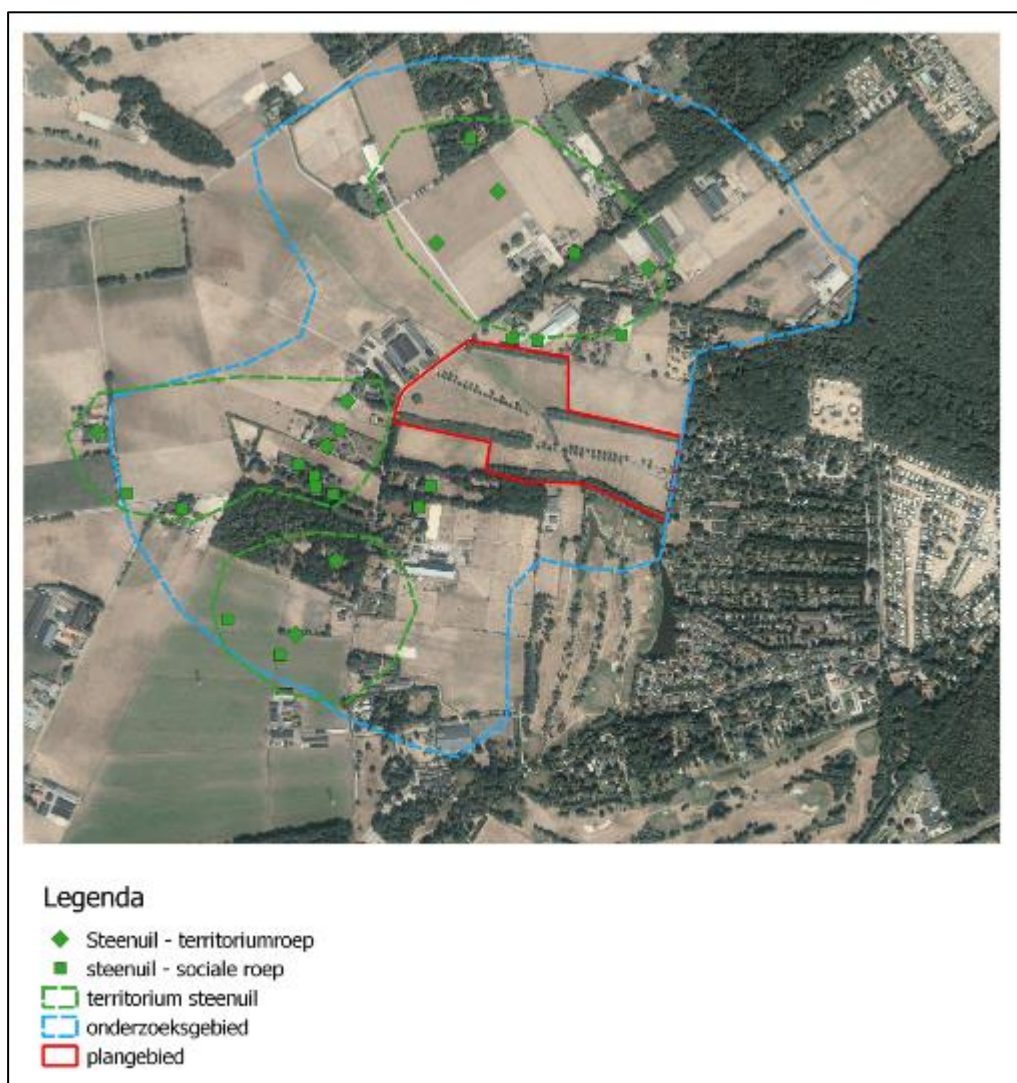 Legenda
Steenuil - territoriumroep
steenuil - sociale roep
territorium steenuil
onderzoeksgebied
plangebied